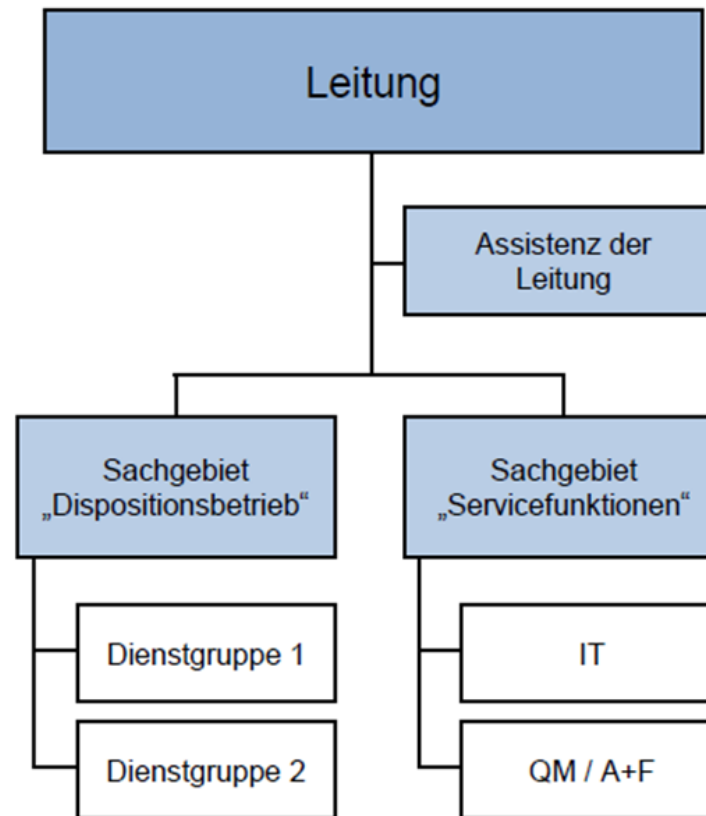 Leitung
Assistenz der
Leitung
Sachgebiet
„Dispositionsbetrieb“
Sachgebiet
„Servicefunktionen“
Dienstgruppe 1
IT
Dienstgruppe 2
QM / A+F